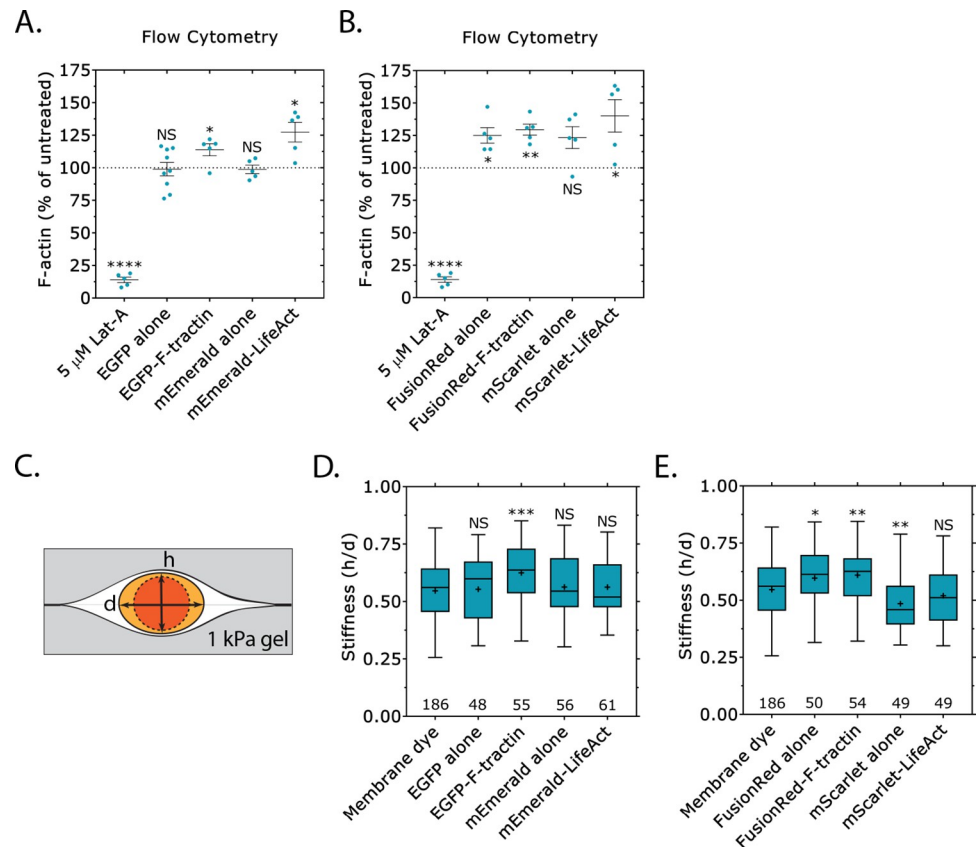 A.
Flow Cytometry
F-actin (% of untreated)
175
150
125
100
75
50
25
0
****
NS
*
NS
*
5 μM Lat-A
EGFP alone
EGFP-F-tractin
mEmerald alone
mEmerald-LifeAct
B.
Flow Cytometry
F-actin (% of untreated)
175
150
125
100
75
50
25
0
****
*
**
NS
*
5 μM Lat-A
FusionRed alone
FusionRed-F-tractin
mScarlet alone
mScarlet-LifeAct
C.
h
d
1 kPa gel
D.
Stiffness (h/d)
1.00
0.75
0.50
0.25
0.00
NS
***
NS
NS
186 48 55 56 61
Membrane dye
EGFP alone
EGFP-F-tractin
mEmerald alone
mEmerald-LifeAct
E.
Stiffness (h/d)
1.00
0.75
0.50
0.25
0.00
*
**
**
NS
186 50 54 49 49
Membrane dye
FusionRed alone
FusionRed-F-tractin
mScarlet alone
mScarlet-LifeAct